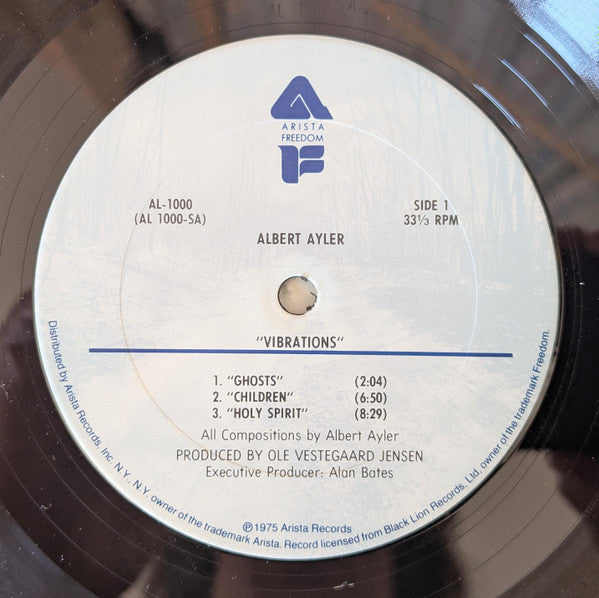 ARISTA
FREEDOM
AL-1000
(AL 1000-SA)
SIDE 1
33⅓ RPM
ALBERT AYLER
"VIBRATIONS"
1. "GHOSTS" (2:04)
2. "CHILDREN" (6:50)
3. "HOLY SPIRIT" (8:29)
All Compositions by Albert Ayler
PRODUCED BY OLE VESTEGAARD JENSEN
Executive Producer: Alan Bates
℗1975 Arista Records
Distributed by Arista Records, Inc. N.Y., N.Y. owner of the trademark Arista. Record licensed from Black Lion Records, Ltd. owner of the trademark Freedom.